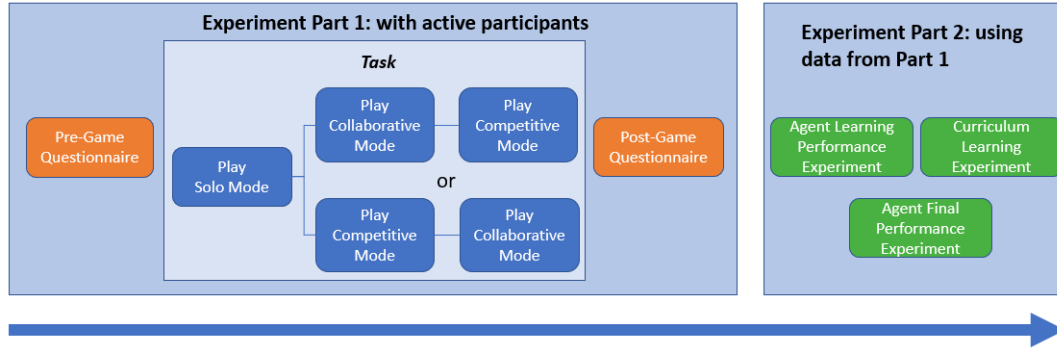 Experiment Part 1: with active participants
Task
Pre-Game
Questionnaire
Play
Solo Mode
Play
Collaborative
Mode
Play
Competitive
Mode
or
Play
Competitive
Mode
Play
Collaborative
Mode
Post-Game
Questionnaire
Experiment Part 2: using
data from Part 1
Agent Learning
Performance
Experiment
Curriculum
Learning
Experiment
Agent Final
Performance
Experiment